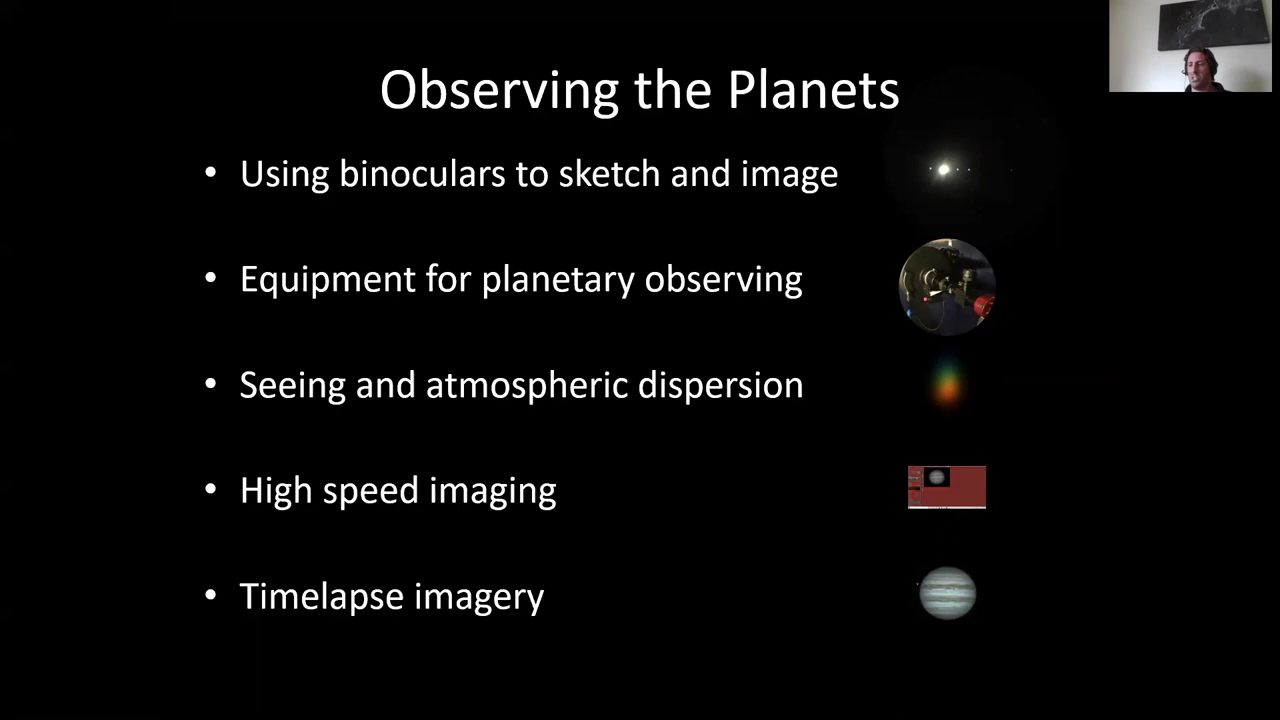 Observing the Planets
• Using binoculars to sketch and image
• Equipment for planetary observing
• Seeing and atmospheric dispersion
• High speed imaging
• Timelapse imagery